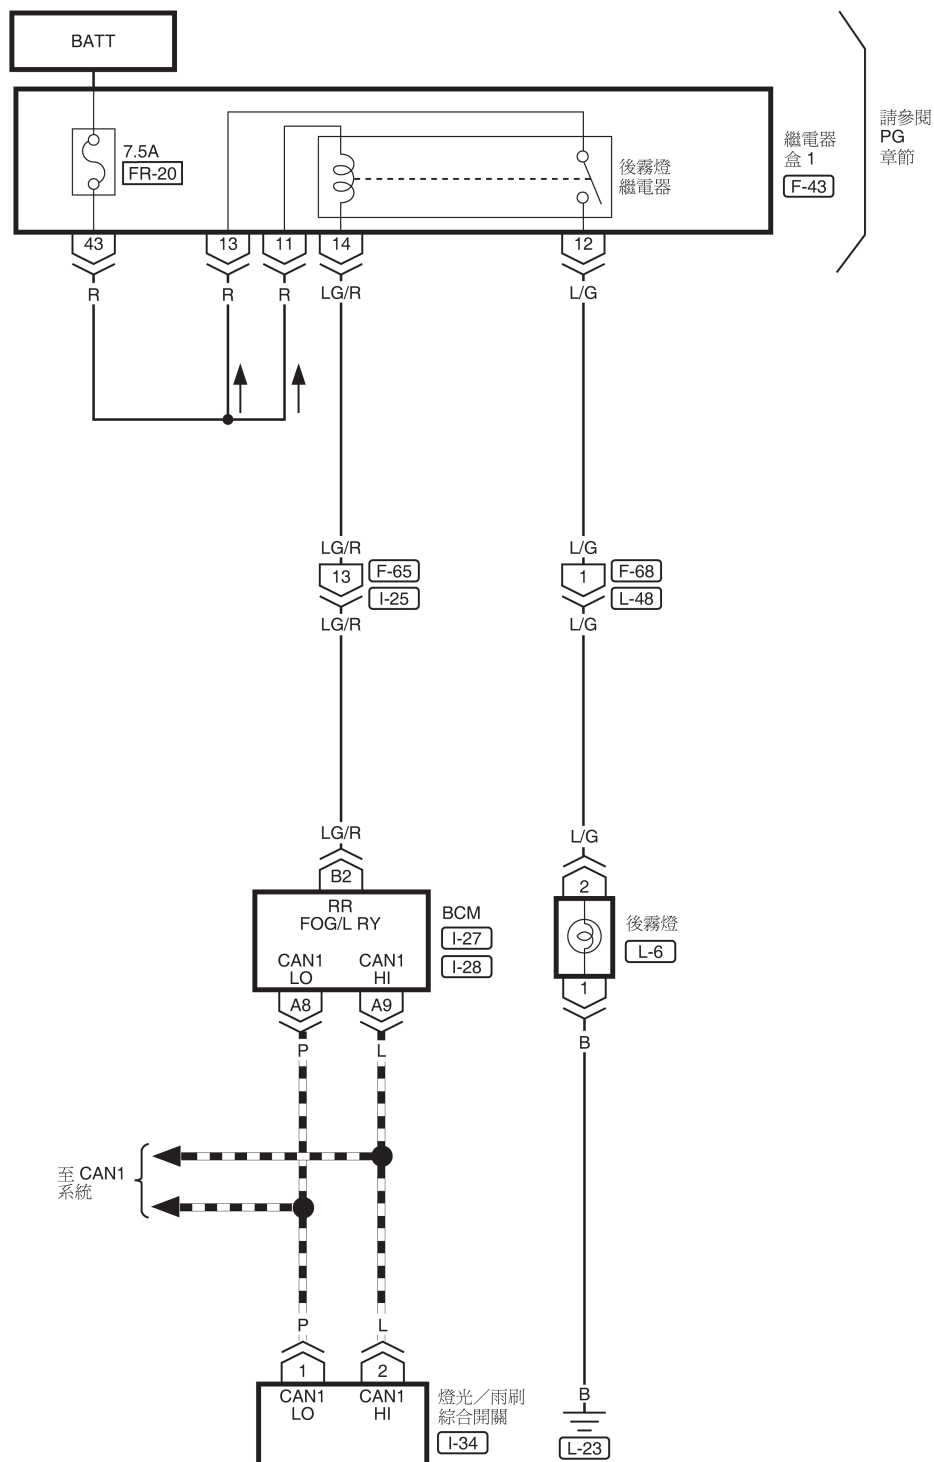 BATT
請參閱
PG
章節
7.5A
FR-20
後霧燈
繼電器
繼電器
盒 1
F-43
43
13
11
14
12
R
R
R
LG/R
L/G
LG/R
L/G
13
F-65
I-25
1
F-68
L-48
LG/R
L/G
LG/R
L/G
B2
2
RR
FOG/L RY
CAN1
LO
CAN1
HI
BCM
I-27
I-28
後霧燈
L-6
A8
A9
1
P
L
B
至 CAN1
系統
P
L
1
2
CAN1
LO
CAN1
HI
燈光／雨刷
綜合開關
I-34
B
L-23